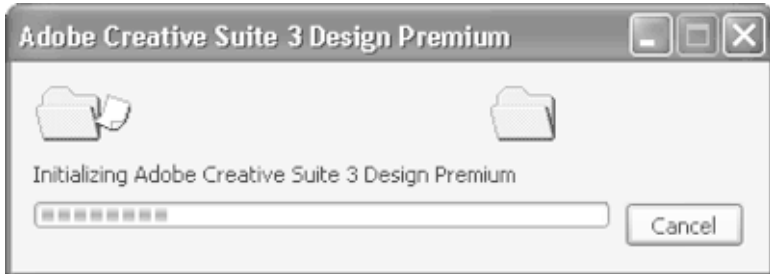 Adobe Creative Suite 3 Design Premium
Initializing Adobe Creative Suite 3 Design Premium
Cancel